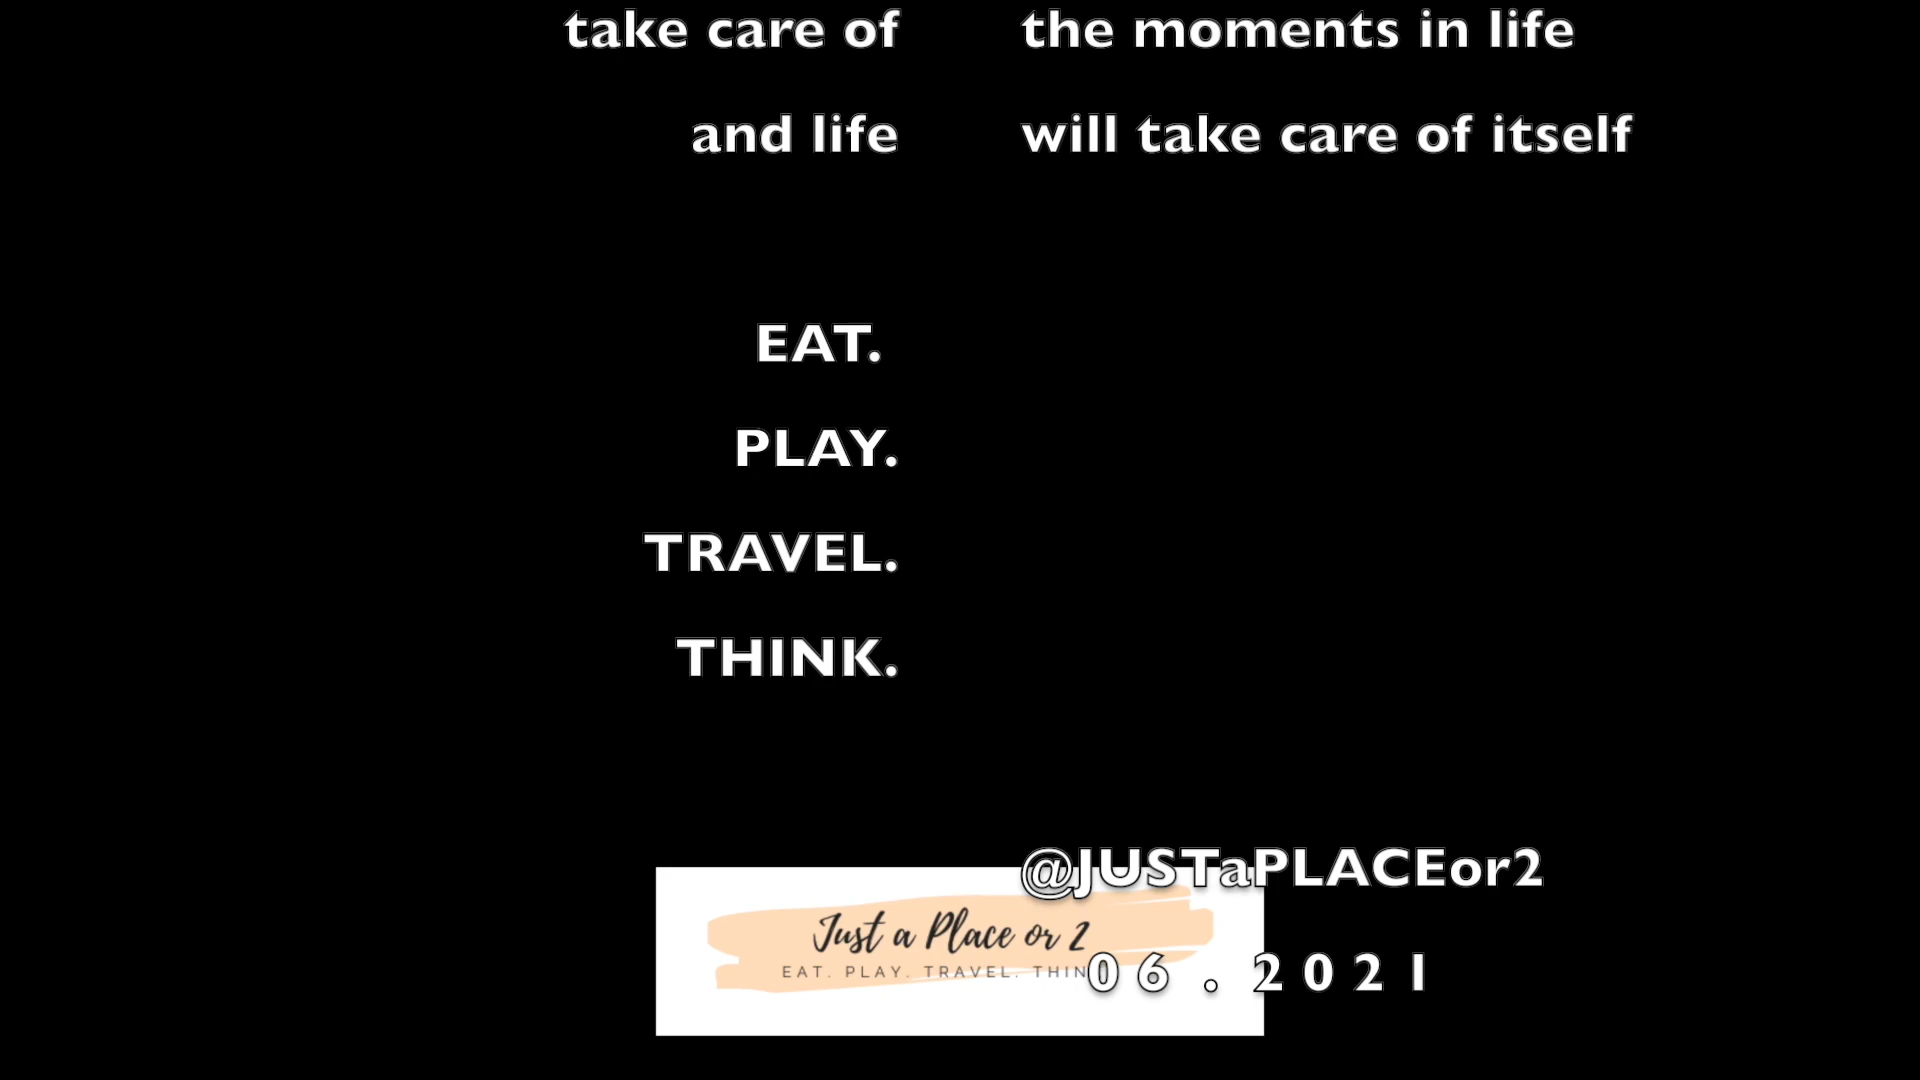 take care of the moments in life
and life will take care of itself
EAT.
PLAY.
TRAVEL.
THINK.
@JUSTaPLACEor2
Just a Place or 2
EAT. PLAY. TRAVEL. THIN
06.2021